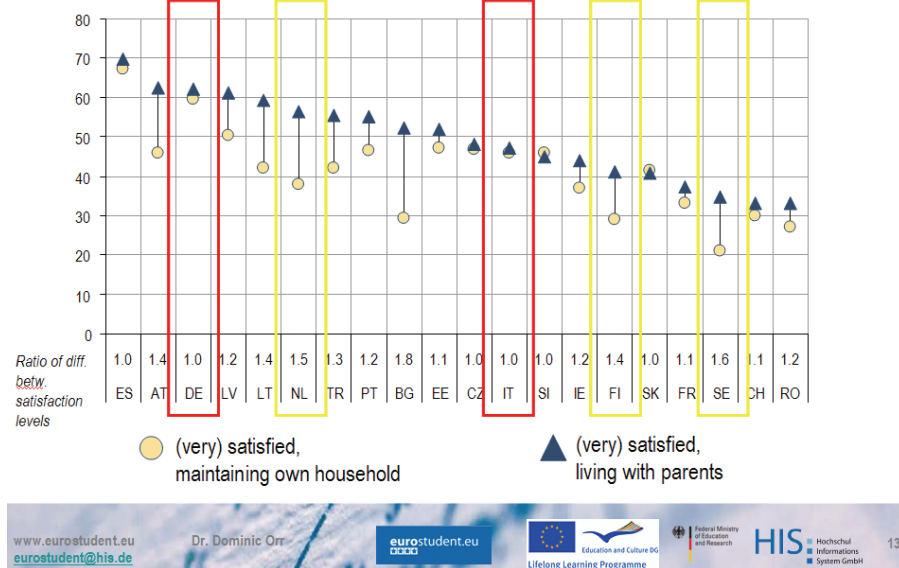 80
70
60
50
40
30
20
10
0
Ratio of diff. betw. satisfaction levels
1.0 1.4 1.0 1.2 1.4 1.5 1.3 1.2 1.8 1.1 1.0 1.0 1.0 1.2 1.4 1.0 1.1 1.6 1.1 1.2
ES AT DE LV LT NL TR PT BG EE CZ IT SI IE FI SK FR SE CH RO
(very) satisfied,
maintaining own household
(very) satisfied,
living with parents
www.eurostudent.eu
eurostudent@his.de
Dr. Dominic Orr
eurostudent.eu
Education and Culture DG
Lifelong Learning Programme
Federal Ministry
of Education
and Research
HIS
Hochschul
Informations
System GmbH
13